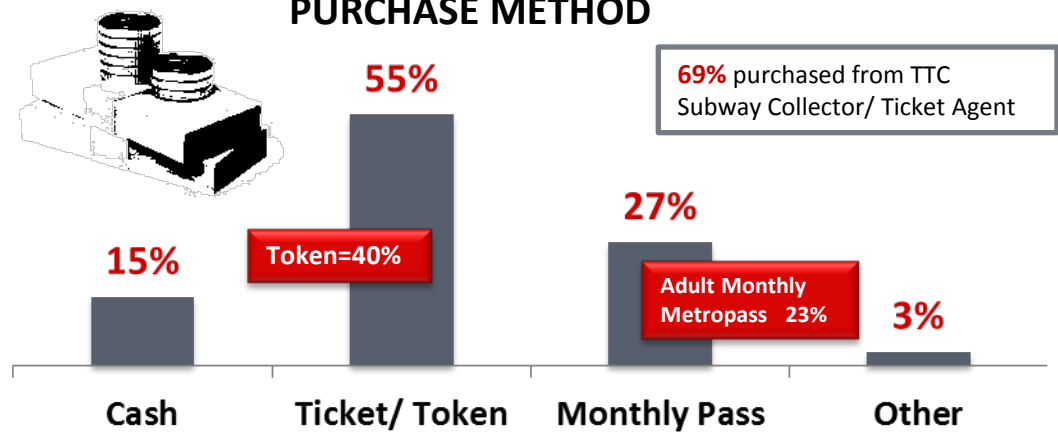 PURCHASE METHOD
69% purchased from TTC
Subway Collector/ Ticket Agent
55%
27%
15%
3%
Token=40%
Adult Monthly
Metropass 23%
Cash
Ticket/ Token
Monthly Pass
Other